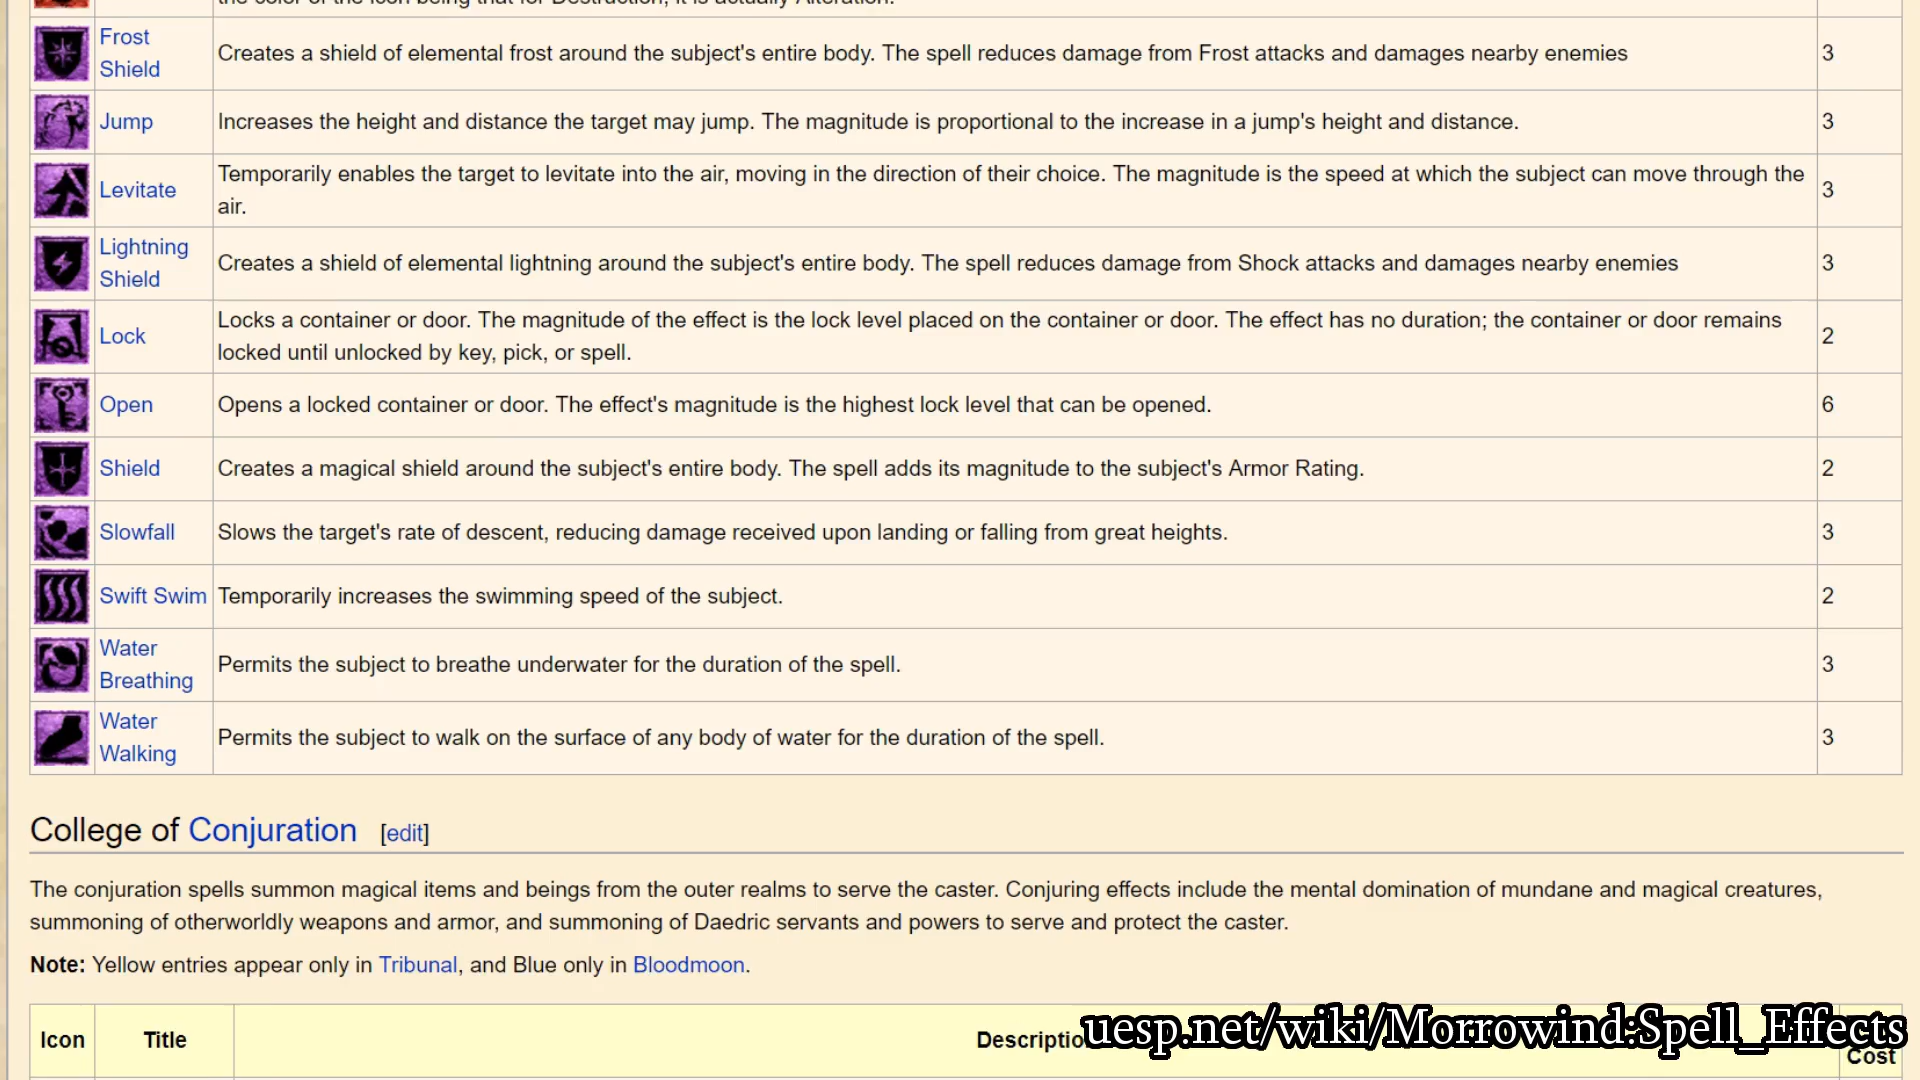 the color of the icon being that for Destruction, it is actually Alteration.
Frost
Shield
Creates a shield of elemental frost around the subject's entire body. The spell reduces damage from Frost attacks and damages nearby enemies
3
Jump
Increases the height and distance the target may jump. The magnitude is proportional to the increase in a jump's height and distance.
3
Levitate
Temporarily enables the target to levitate into the air, moving in the direction of their choice. The magnitude is the speed at which the subject can move through the
air.
3
Lightning
Shield
Creates a shield of elemental lightning around the subject's entire body. The spell reduces damage from Shock attacks and damages nearby enemies
3
Lock
Locks a container or door. The magnitude of the effect is the lock level placed on the container or door. The effect has no duration; the container or door remains
locked until unlocked by key, pick, or spell.
2
Open
Opens a locked container or door. The effect's magnitude is the highest lock level that can be opened.
6
Shield
Creates a magical shield around the subject's entire body. The spell adds its magnitude to the subject's Armor Rating.
2
Slowfall
Slows the target's rate of descent, reducing damage received upon landing or falling from great heights.
3
Swift Swim
Temporarily increases the swimming speed of the subject.
2
Water
Breathing
Permits the subject to breathe underwater for the duration of the spell.
3
Water
Walking
Permits the subject to walk on the surface of any body of water for the duration of the spell.
3
College of Conjuration [edit]
The conjuration spells summon magical items and beings from the outer realms to serve the caster. Conjuring effects include the mental domination of mundane and magical creatures,
summoning of otherworldly weapons and armor, and summoning of Daedric servants and powers to serve and protect the caster.
Note: Yellow entries appear only in Tribunal, and Blue only in Bloodmoon.
Icon
Title
Descriptio
Cost
uesp.net/wiki/Morrowind:Spell_Effects